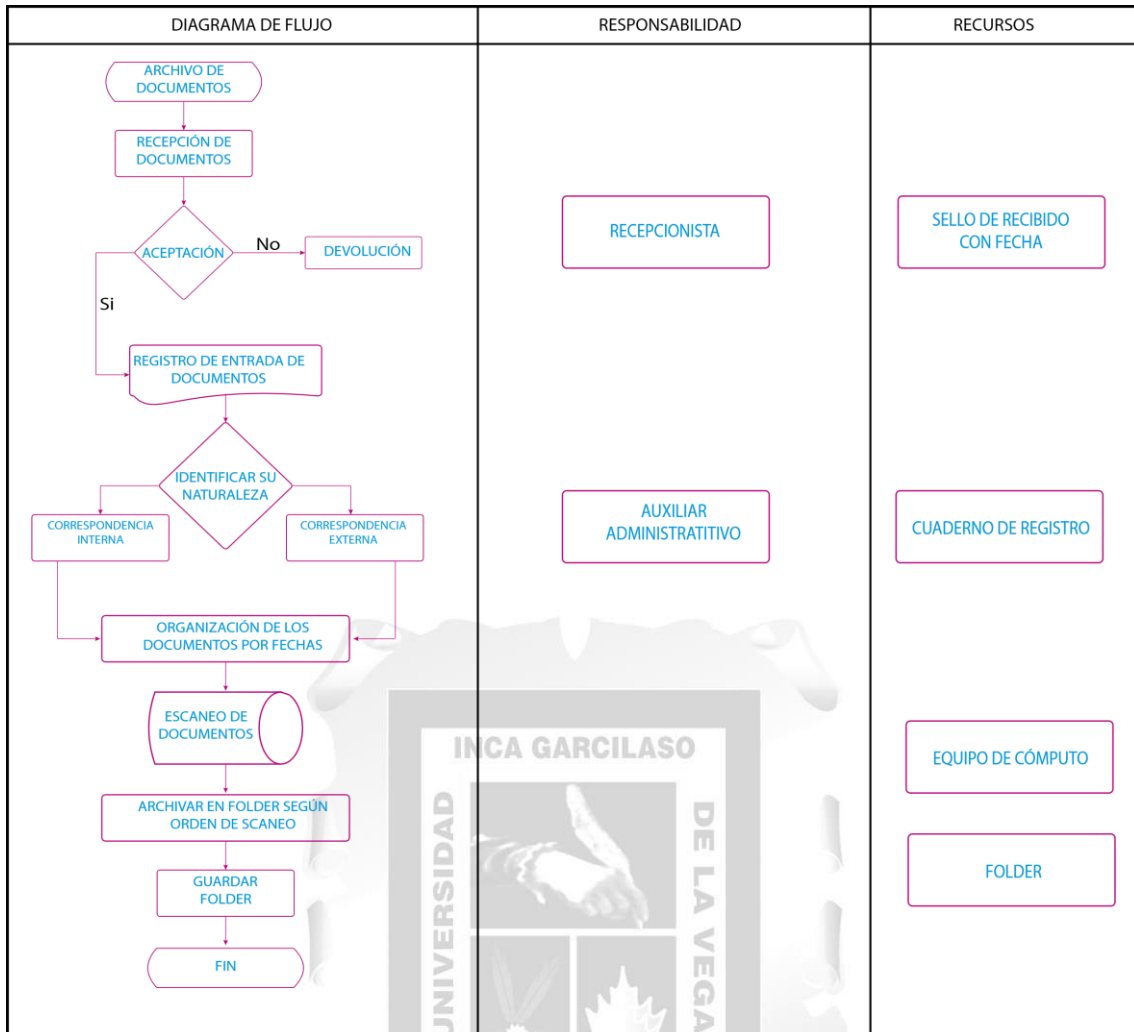 DIAGRAMA DE FLUJO
RESPONSABILIDAD
RECURSOS
ARCHIVO DE
DOCUMENTOS
RECEPCIÓN DE
DOCUMENTOS
ACEPTACIÓN
No
DEVOLUCIÓN
Si
RECEPCIONISTA
SELLO DE RECIBIDO
CON FECHA
REGISTRO DE ENTRADA DE
DOCUMENTOS
IDENTIFICAR SU
NATURALEZA
CORRESPONDENCIA
INTERNA
CORRESPONDENCIA
EXTERNA
AUXILIAR
ADMINISTRATITIVO
CUADERNO DE REGISTRO
ORGANIZACIÓN DE LOS
DOCUMENTOS POR FECHAS
ESCANEO DE
DOCUMENTOS
EQUIPO DE CÓMPUTO
ARCHIVAR EN FOLDER SEGÚN
ORDEN DE SCANEO
FOLDER
GUARDAR
FOLDER
FIN
UNIVERSIDAD
INCA GARCILASO
DE LA VEGA